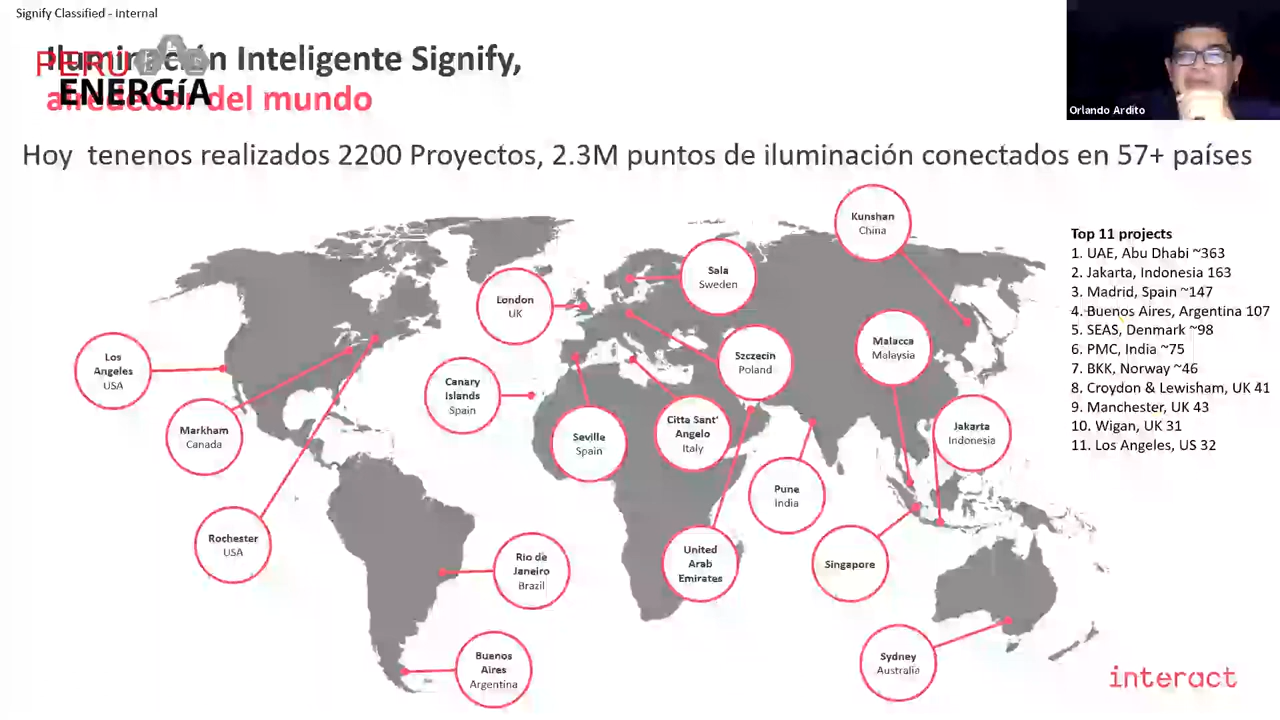 Signify Classified - Internal
Iluminación Inteligente Signify,
alrededor del mundo
PERÚ
ENERGíA
Orlando Ardito
Hoy tenenos realizados 2200 Proyectos, 2.3M puntos de iluminación conectados en 57+ países
Kunshan
China
Sala
Sweden
London
UK
Los
Angeles
USA
Markham
Canada
Canary
Islands
Spain
Szczecin
Poland
Malacca
Malaysia
Seville
Spain
Citta Sant'
Angelo
Italy
Jakarta
Indonesia
Pune
India
Rochester
USA
Rio de
Janeiro
Brazil
United
Arab
Emirates
Singapore
Buenos
Aires
Argentina
Sydney
Australia
Top 11 projects
1. UAE, Abu Dhabi ~363
2. Jakarta, Indonesia 163
3. Madrid, Spain ~147
4. Buenos Aires, Argentina 107
5. SEAS, Denmark ~98
6. PMC, India ~75
7. BKK, Norway ~46
8. Croydon & Lewisham, UK 41
9. Manchester, UK 43
10. Wigan, UK 31
11. Los Angeles, US 32
interact